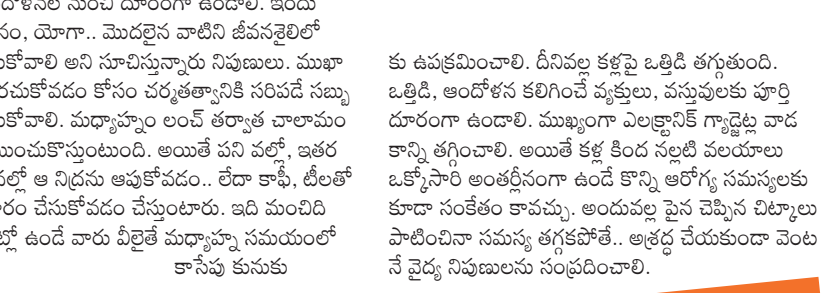 నుంచి దూరంగా ఉండాలి. ఇందు
యోగా.. మొదలైన వాటిని జీవనశైలిలో
అని సూచిస్తున్నారు నిపుణులు. ముఖా
కోసం చర్మతత్వానికి సరిపడే సబ్బు
మధ్యాహ్నం లంచ్ తర్వాత చాలామం
అయితే పని వల్లో, ఇతర
ఆ నిద్రను ఆపుకోవడం.. లేదా కాఫీ, టీలతో
చేసుకోవడం చేస్తుంటారు. ఇది మంచిది
ఉండే వారు వీలైతే మధ్యాహ్న సమయంలో
కాసేపు కునుకు
కు ఉపక్రమించాలి. దీనివల్ల కళ్లపై ఒత్తిడి తగ్గుతుంది.
ఒత్తిడి, ఆందోళన కలిగించే వ్యక్తులు, వస్తువులకు పూర్తి
దూరంగా ఉండాలి. ముఖ్యంగా ఎలక్ట్రానిక్ గ్యాడ్జెట్ల వాడ
కాన్ని తగ్గించాలి. అయితే కళ్ల కింద నల్లటి వలయాలు
ఒక్కోసారి అంతర్లీనంగా ఉండే కొన్ని ఆరోగ్య సమస్యలకు
కూడా సంకేతం కావచ్చు. అందువల్ల పైన చెప్పిన చిట్కాలు
పాటించినా సమస్య తగ్గకపోతే.. అశ్రద్ధ చేయకుండా వెంట
నే వైద్య నిపుణులను సంప్రదించాలి.